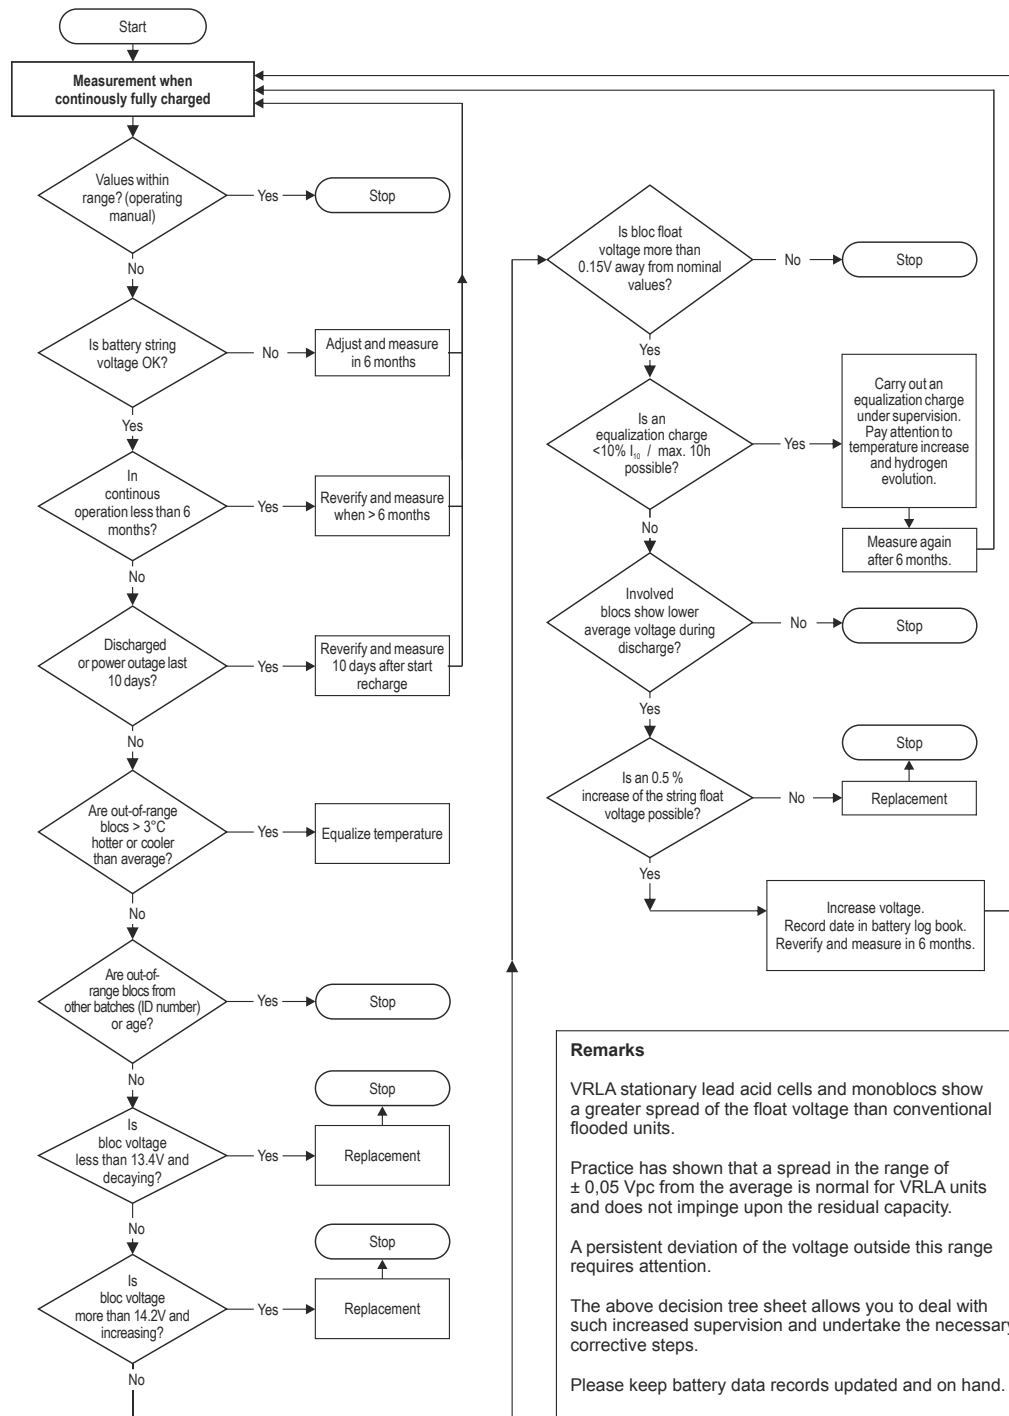 Start
Measurement when
continously fully charged
Values within
range? (operating
manual)
Yes
Stop
No
Is battery string
voltage OK?
No
Adjust and measure
in 6 months
Yes
In
continous
operation less than 6
months?
Yes
Reverify and measure
when > 6 months
No
Discharged
or power outage last
10 days?
Yes
Reverify and measure
10 days after start
recharge
No
Are out-of-range
blocs > 3°C
hotter or cooler
than average?
Yes
Equalize temperature
No
Are out-of-
range blocs from
other batches (ID number)
or age?
Yes
Stop
No
Is
bloc voltage
less than 13.4V and
decaying?
Yes
Replacement
Stop
No
Is
bloc voltage
more than 14.2V and
increasing?
Yes
Replacement
Stop
No
Is bloc float
voltage more than
0.15V away from nominal
values?
No
Stop
Yes
Is an
equalization charge
<10% I₁₀ / max. 10h
possible?
Yes
Carry out an
equalization charge
under supervision.
Pay attention to
temperature increase
and hydrogen
evolution.
Measure again
after 6 months.
No
Involved
blocs show lower
average voltage during
discharge?
No
Stop
Yes
Is an 0.5 %
increase of the string float
voltage possible?
No
Replacement
Stop
Yes
Increase voltage.
Record date in battery log book.
Reverify and measure in 6 months.
Remarks
VRLA stationary lead acid cells and monoblocs show
a greater spread of the float voltage than conventional
flooded units.
Practice has shown that a spread in the range of
± 0,05 Vpc from the average is normal for VRLA units
and does not impinge upon the residual capacity.
A persistent deviation of the voltage outside this range
requires attention.
The above decision tree sheet allows you to deal with
such increased supervision and undertake the necessary
corrective steps.
Please keep battery data records updated and on hand.